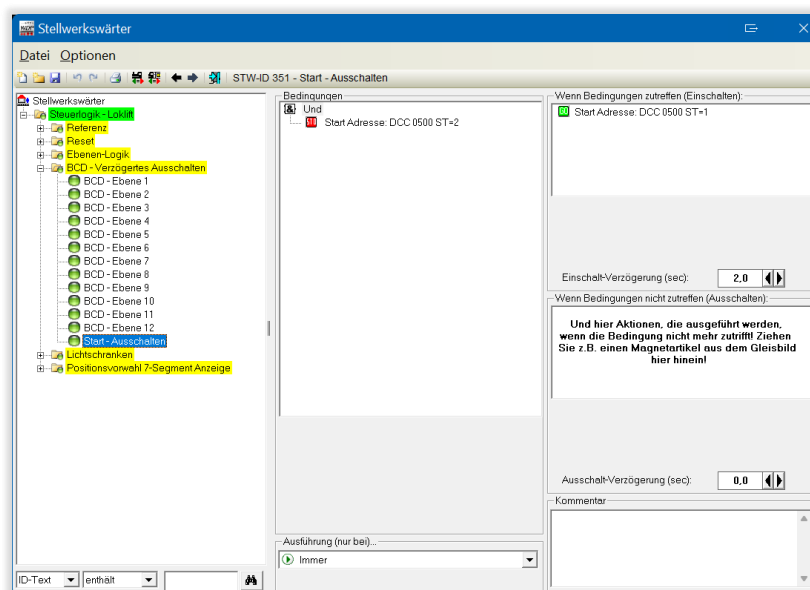 Stellwerkswärter
Datei Optionen
STW-ID 351 - Start - Ausschalten
Stellwerkswärter
Steuerlogik - Loklift
Referenz
Reset
Ebenen-Logik
BCD - Verzögertes Ausschalten
BCD - Ebene 1
BCD - Ebene 2
BCD - Ebene 3
BCD - Ebene 4
BCD - Ebene 5
BCD - Ebene 6
BCD - Ebene 7
BCD - Ebene 8
BCD - Ebene 9
BCD - Ebene 10
BCD - Ebene 11
BCD - Ebene 12
Start - Ausschalten
Lichtschranken
Positionsvorwahl 7-Segment Anzeige
ID-Text enthält
Bedingungen
& Und
Start Adresse: DCC 0500 ST=2
Ausführung (nur bei)...
Immer
Wenn Bedingungen zutreffen (Einschalten):
Start Adresse: DCC 0500 ST=1
Einschalt-Verzögerung (sec): 2,0
Wenn Bedingungen nicht zutreffen (Ausschalten):
Und hier Aktionen, die ausgeführt werden,
wenn die Bedingung nicht mehr zutrifft! Ziehen
Sie z.B. einen Magnetartikel aus dem Gleisbild
hier hinein!
Ausschalt-Verzögerung (sec): 0,0
Kommentar